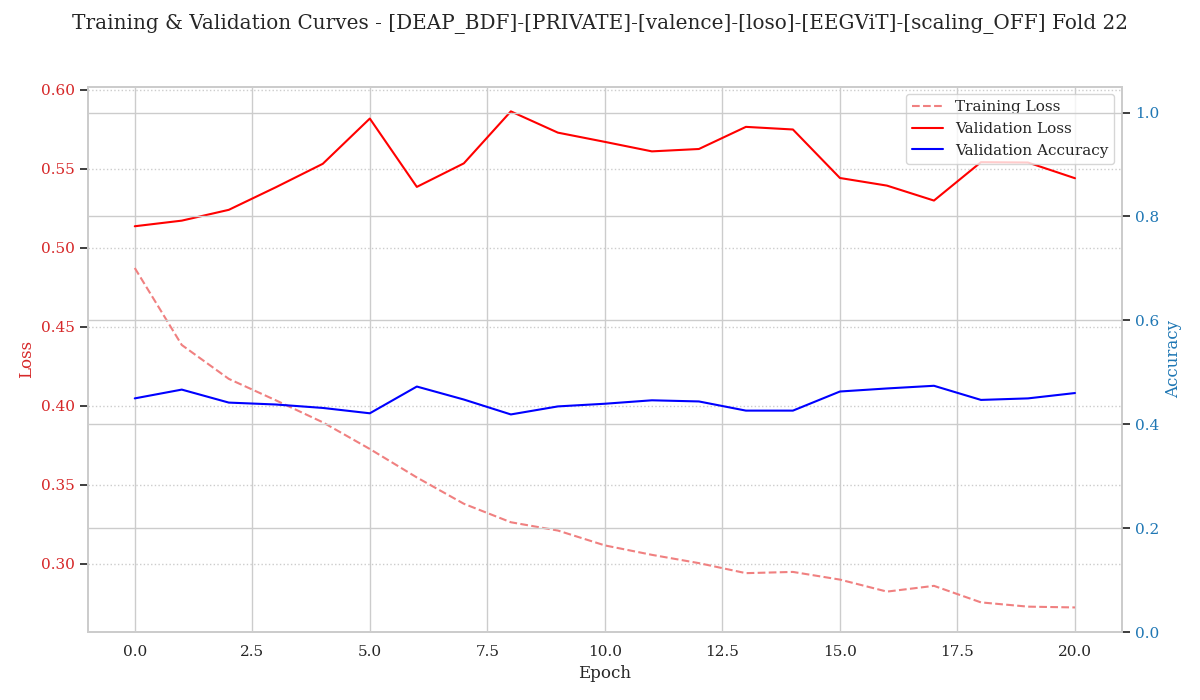 Training & Validation Curves - [DEAP_BDF]-[PRIVATE]-[valence]-[loso]-[EEGViT]-[scaling_OFF] Fold 22
0.60
0.55
0.50
0.45
0.40
0.35
0.30
Loss
Training Loss
Validation Loss
Validation Accuracy
1.0
0.8
0.6
0.4
0.2
0.0
Accuracy
0.0 2.5 5.0 7.5 10.0 12.5 15.0 17.5 20.0
Epoch